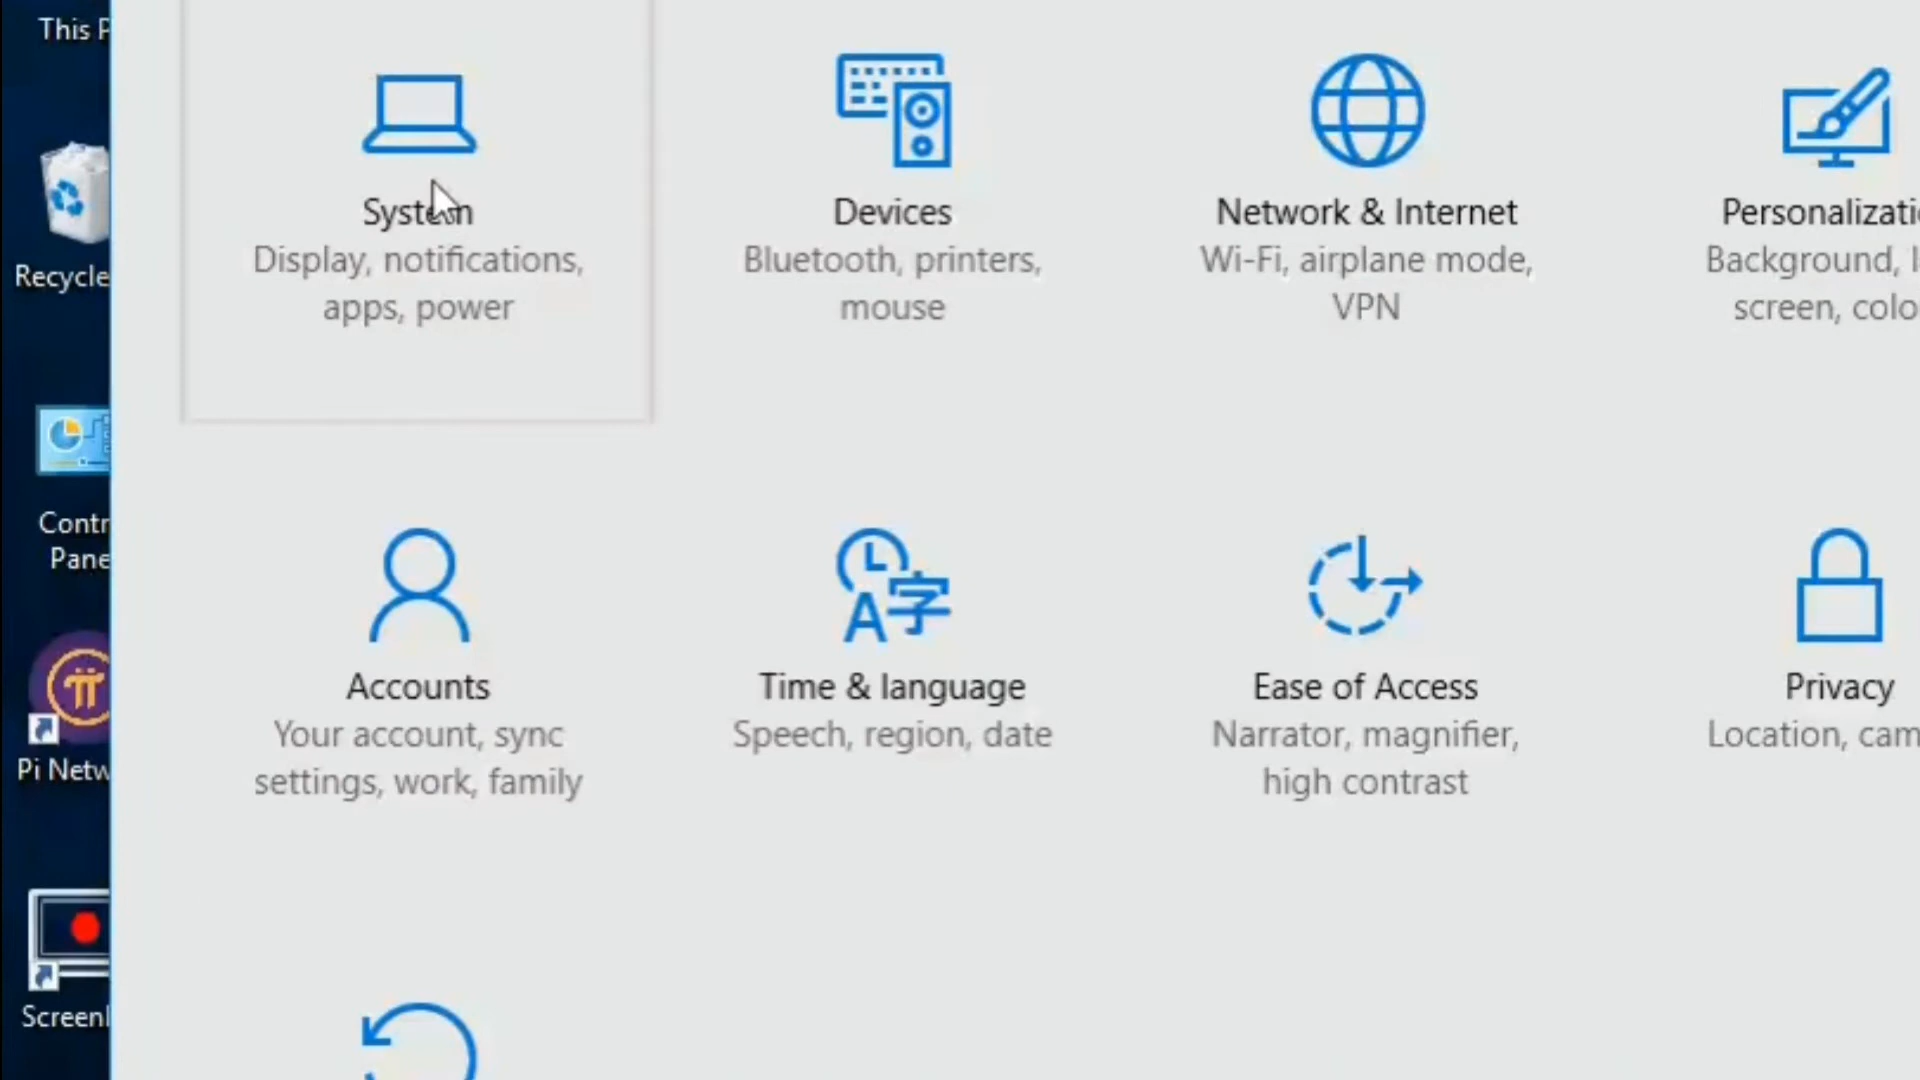 This P
System
Display, notifications,
apps, power
Devices
Bluetooth, printers,
mouse
Network & Internet
Wi-Fi, airplane mode,
VPN
Personalizati
Background, l
screen, colo
Recycle
Contr
Pane
Accounts
Your account, sync
settings, work, family
Time & language
Speech, region, date
Ease of Access
Narrator, magnifier,
high contrast
Privacy
Location, cam
Pi Netw
Screenl